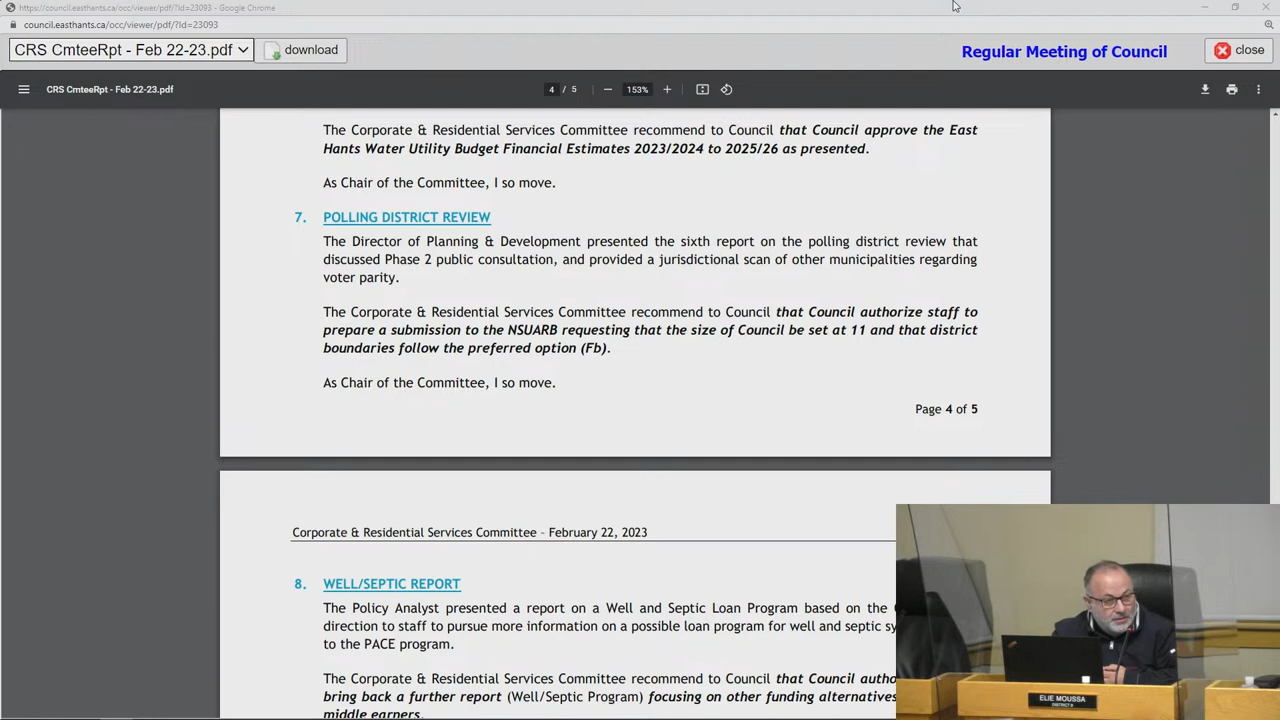 https://council.easthants.ca/occ/viewer/pdf/?Id=23093 - Google Chrome
council.easthants.ca/occ/viewer/pdf/?Id=23093
CRS CmteeRpt - Feb 22-23.pdf
download
Regular Meeting of Council
close
CRS CmteeRpt - Feb 22-23.pdf
4 / 5
153%
The Corporate & Residential Services Committee recommend to Council that Council approve the East
Hants Water Utility Budget Financial Estimates 2023/2024 to 2025/26 as presented.
As Chair of the Committee, I so move.
7. POLLING DISTRICT REVIEW
The Director of Planning & Development presented the sixth report on the polling district review that
discussed Phase 2 public consultation, and provided a jurisdictional scan of other municipalities regarding
voter parity.
The Corporate & Residential Services Committee recommend to Council that Council authorize staff to
prepare a submission to the NSUARB requesting that the size of Council be set at 11 and that district
boundaries follow the preferred option (Fb).
As Chair of the Committee, I so move.
Page 4 of 5
Corporate & Residential Services Committee - February 22, 2023
8. WELL/SEPTIC REPORT
The Policy Analyst presented a report on a Well and Septic Loan Program based on the
direction to staff to pursue more information on a possible loan program for well and septic sy
to the PACE program.
The Corporate & Residential Services Committee recommend to Council that Council autho
bring back a further report (Well/Septic Program) focusing on other funding alternatives
middle earners.
ELIE MOUSSA